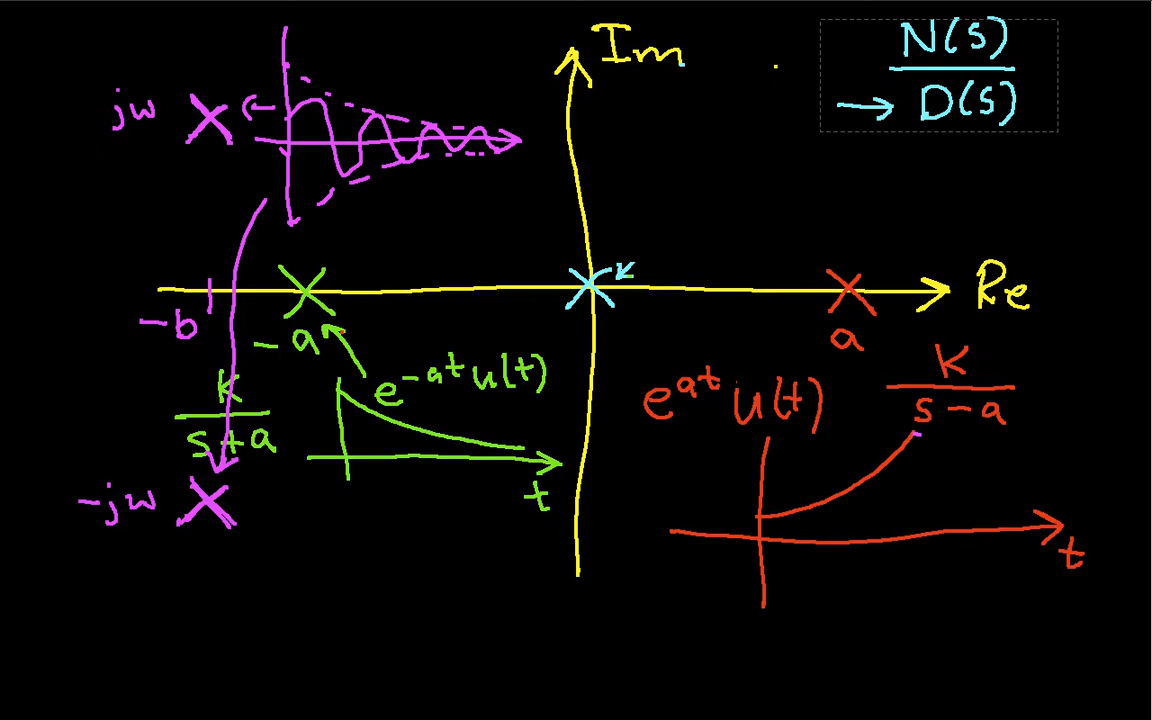 Im
N(s)
D(s)
jw
Re
-b
-a
a
e^-at u(t)
K
s+a
e^at u(t)
K
s-a
-jw
t
t